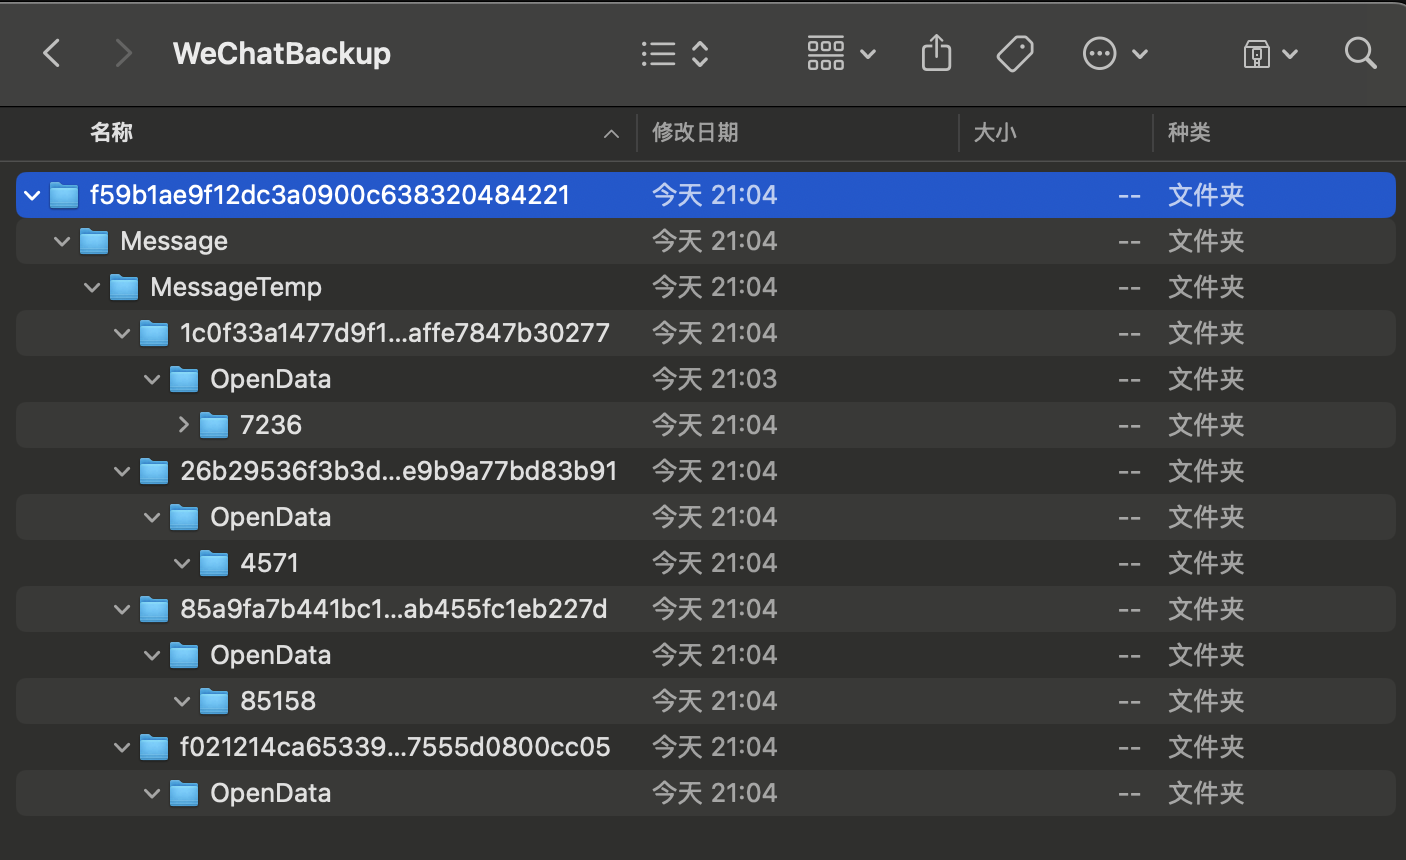 WeChatBackup
名称 修改日期 大小 种类
f59b1ae9f12dc3a0900c638320484221 今天 21:04 -- 文件夹
Message 今天 21:04 -- 文件夹
MessageTemp 今天 21:04 -- 文件夹
1c0f33a1477d9f1...affe7847b30277 今天 21:04 -- 文件夹
OpenData 今天 21:03 -- 文件夹
7236 今天 21:04 -- 文件夹
26b29536f3b3d...e9b9a77bd83b91 今天 21:04 -- 文件夹
OpenData 今天 21:04 -- 文件夹
4571 今天 21:04 -- 文件夹
85a9fa7b441bc1...ab455fc1eb227d 今天 21:04 -- 文件夹
OpenData 今天 21:04 -- 文件夹
85158 今天 21:04 -- 文件夹
f021214ca65339...7555d0800cc05 今天 21:04 -- 文件夹
OpenData 今天 21:04 -- 文件夹